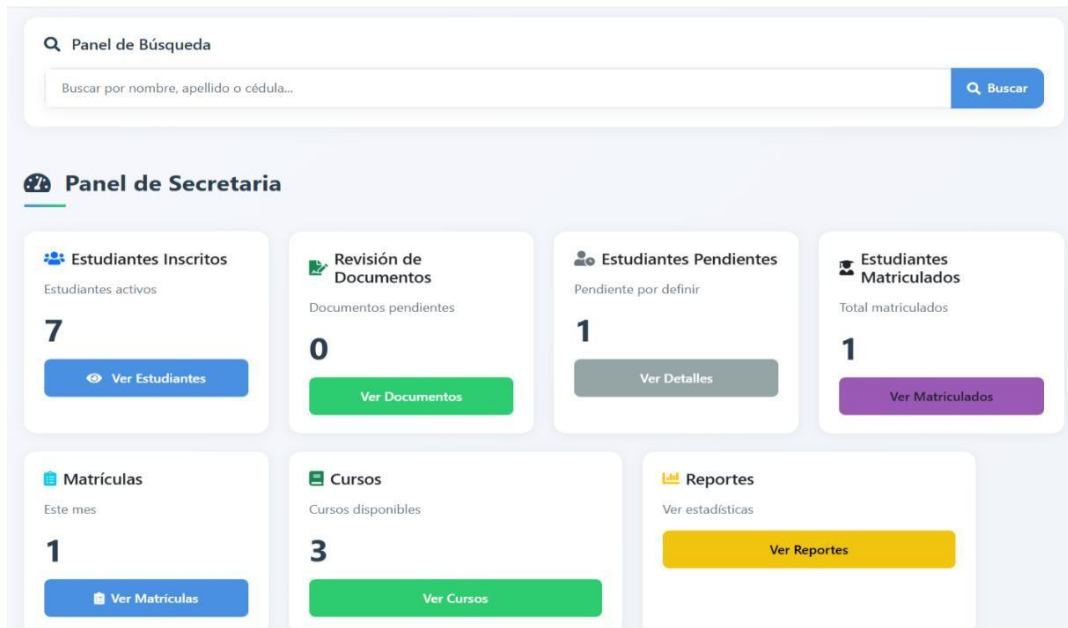 Panel de Búsqueda
Buscar por nombre, apellido o cédula...
Buscar
Panel de Secretaria
Estudiantes Inscritos
Estudiantes activos
7
Ver Estudiantes
Revisión de
Documentos
Documentos pendientes
0
Ver Documentos
Estudiantes Pendientes
Pendiente por definir
1
Ver Detalles
Estudiantes
Matriculados
Total matriculados
1
Ver Matriculados
Matrículas
Este mes
1
Ver Matrículas
Cursos
Cursos disponibles
3
Ver Cursos
Reportes
Ver estadísticas
Ver Reportes